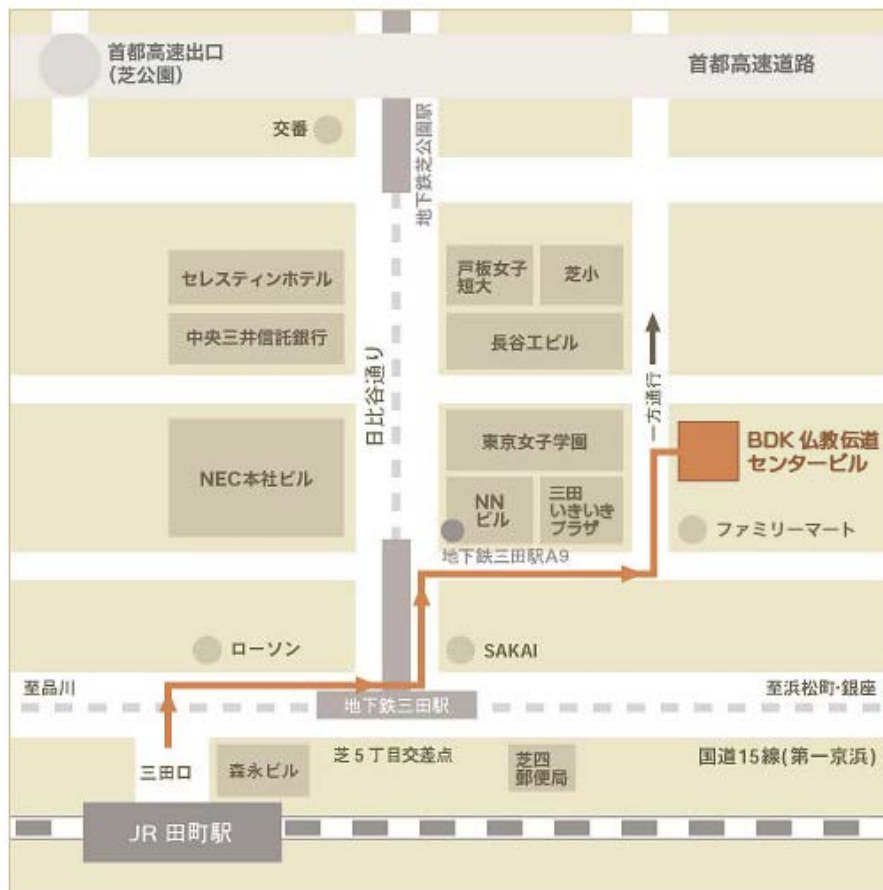 首都高速出口
(芝公園)
首都高速道路
交番
地下鉄芝公園駅
セレスティンホテル
戸板女子
短大
芝小
中央三井信託銀行
長谷工ビル
日比谷通り
一方通行
NEC本社ビル
東京女子学園
BDK 仏教伝道
センタービル
NN
ビル
三田
いきいき
プラザ
ファミリーマート
地下鉄三田駅A9
ローソン
SAKAI
至品川
至浜松町・銀座
地下鉄三田駅
三田口
森永ビル
芝5丁目交差点
芝四
郵便局
国道15線(第一京浜)
JR 田町駅